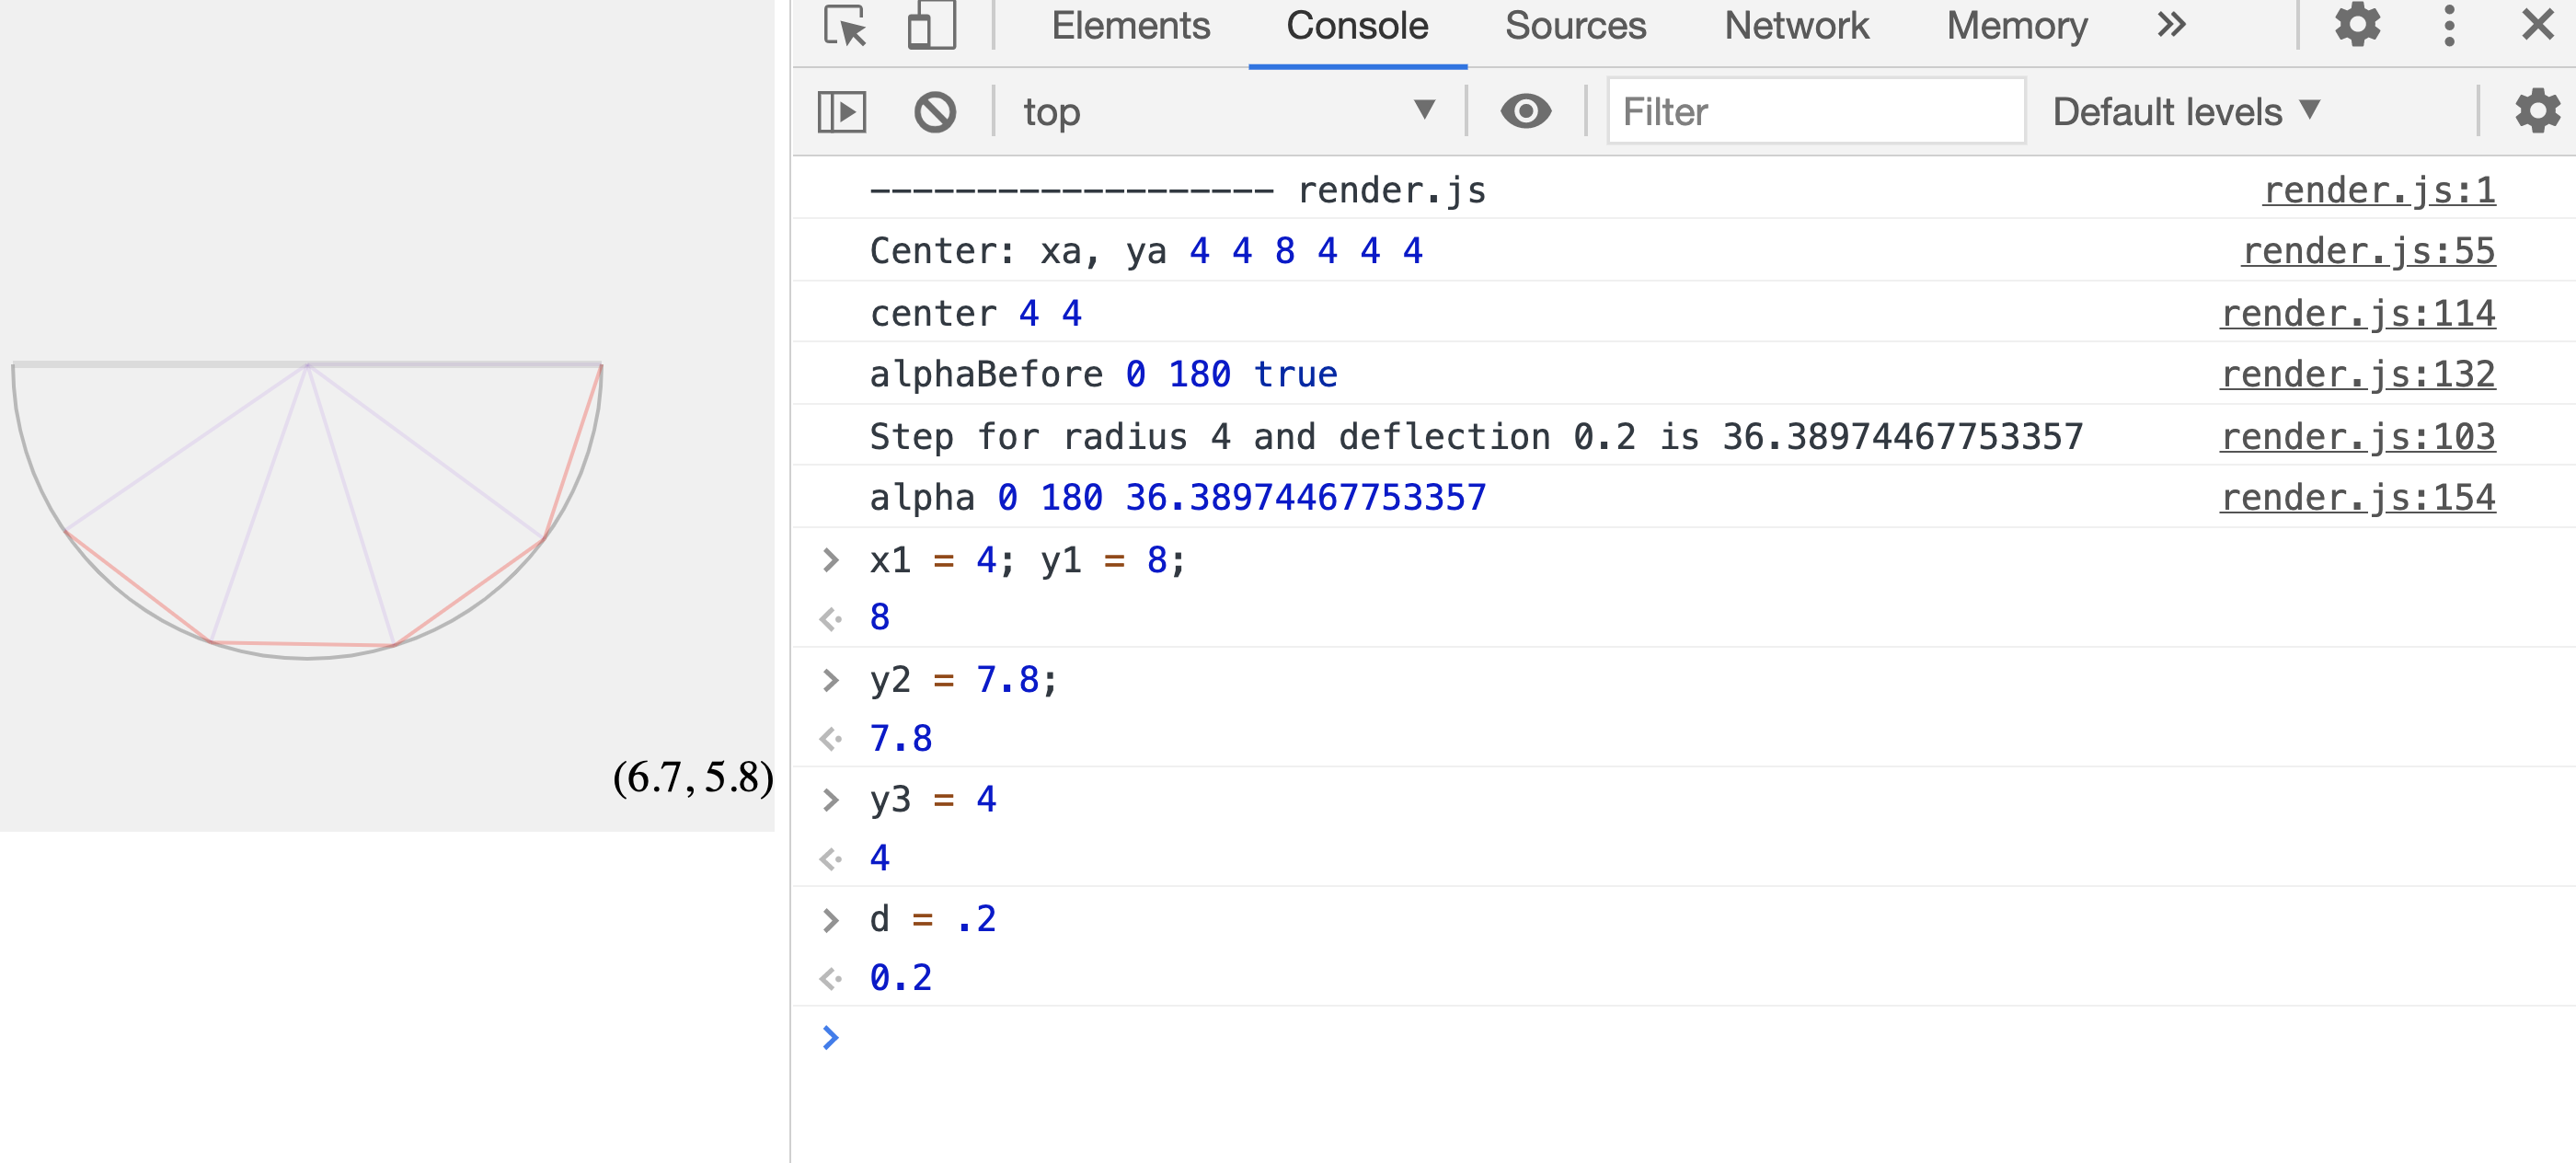 Elements Console Sources Network Memory
top Filter Default levels
------------------- render.js render.js:1
Center: xa, ya 4 4 8 4 4 4 render.js:55
center 4 4 render.js:114
alphaBefore 0 180 true render.js:132
Step for radius 4 and deflection 0.2 is 36.38974467753357 render.js:103
alpha 0 180 36.38974467753357 render.js:154
> x1 = 4; y1 = 8;
8
> y2 = 7.8;
7.8
> y3 = 4
4
> d = .2
0.2
>
(6.7, 5.8)